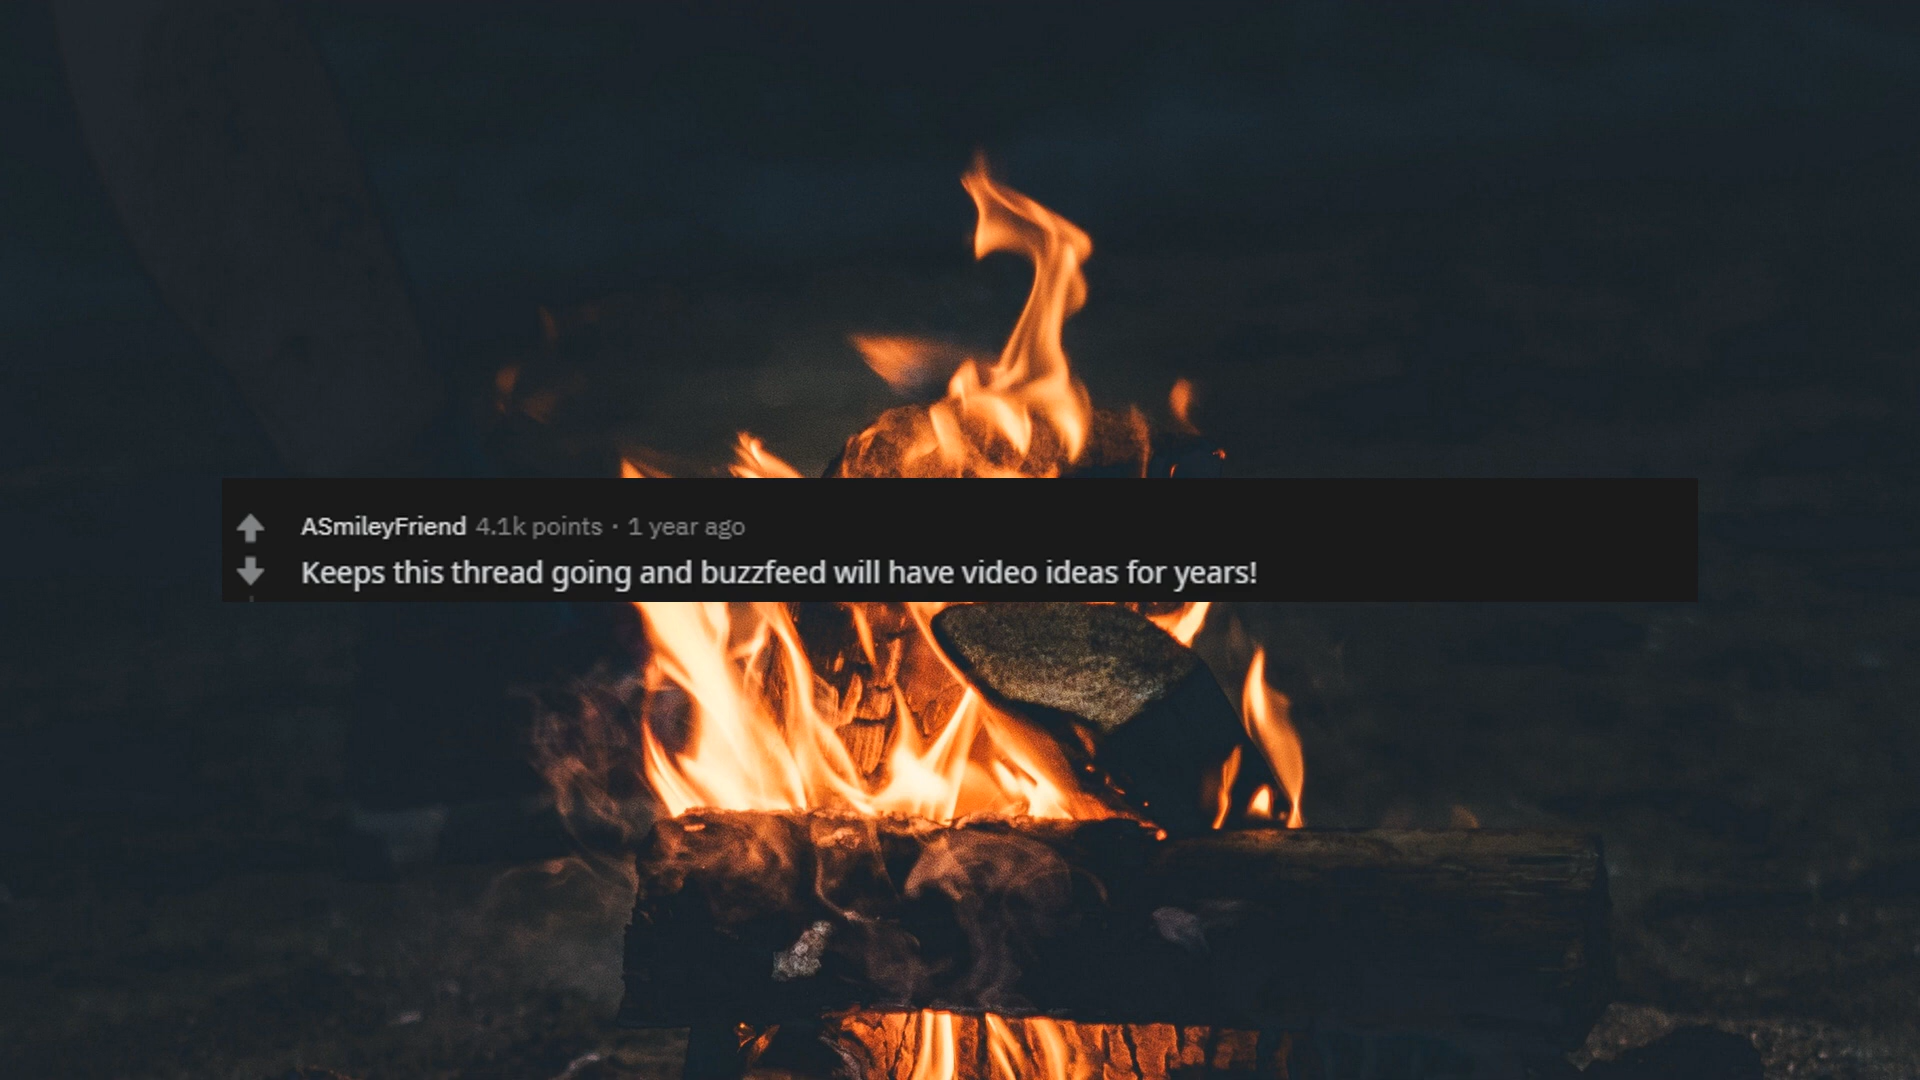 ASmileyFriend 4.1k points · 1 year ago
Keeps this thread going and buzzfeed will have video ideas for years!